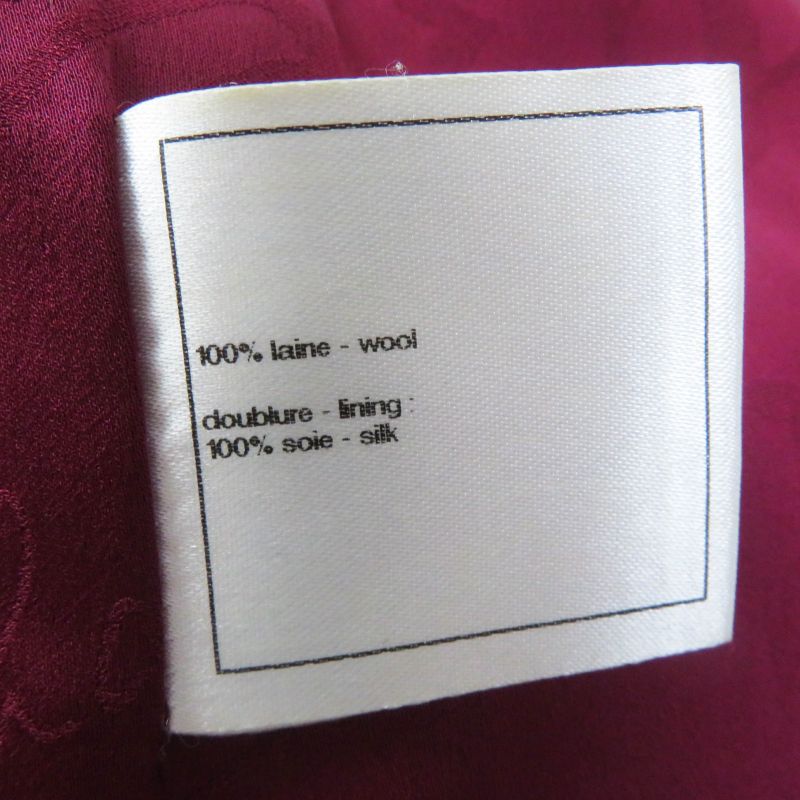 100% laine - wool
doublure - lining :
100% soie - silk